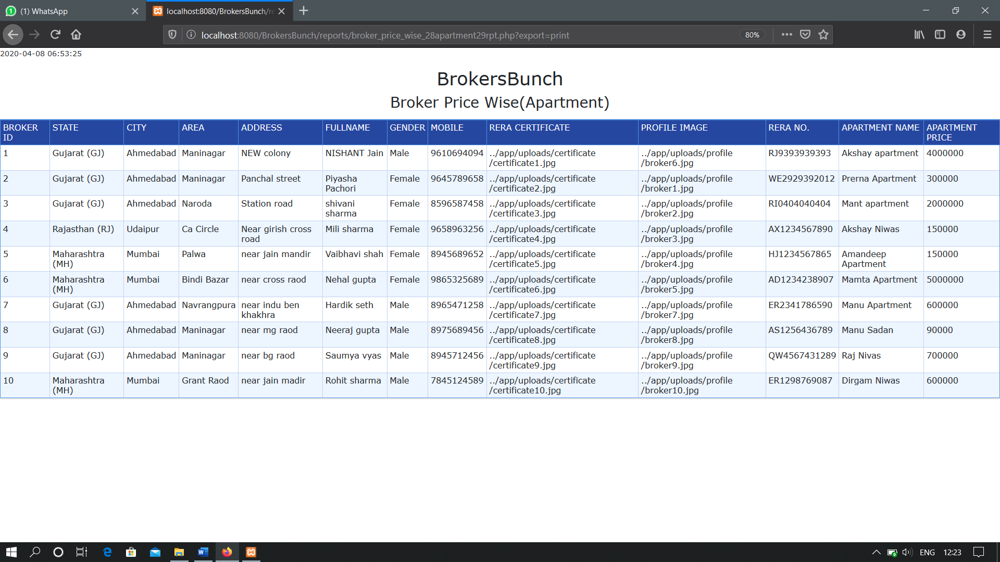 (1) WhatsApp
localhost:8080/BrokersBunch/re
localhost:8080/BrokersBunch/reports/broker_price_wise_28apartment29rpt.php?export=print 80%
2020-04-08 06:53:25
BrokersBunch
Broker Price Wise(Apartment)
BROKER ID STATE CITY AREA ADDRESS FULLNAME GENDER MOBILE RERA CERTIFICATE PROFILE IMAGE RERA NO. APARTMENT NAME APARTMENT PRICE
1 Gujarat (GJ) Ahmedabad Maninagar NEW colony NISHANT Jain Male 9610694094 ../app/uploads/certificate /certificate1.jpg ../app/uploads/profile /broker6.jpg RJ9393939393 Akshay apartment 4000000
2 Gujarat (GJ) Ahmedabad Maninagar Panchal street Piyasha Pachori Female 9645789658 ../app/uploads/certificate /certificate2.jpg ../app/uploads/profile /broker1.jpg WE2929392012 Prerna Apartment 300000
3 Gujarat (GJ) Ahmedabad Naroda Station road shivani sharma Female 8596587458 ../app/uploads/certificate /certificate3.jpg ../app/uploads/profile /broker2.jpg RI0404040404 Mant apartment 2000000
4 Rajasthan (RJ) Udaipur Ca Circle Near girish cross road Mili sharma Female 9658963256 ../app/uploads/certificate /certificate4.jpg ../app/uploads/profile /broker3.jpg AX1234567890 Akshay Niwas 150000
5 Maharashtra (MH) Mumbai Palwa near jain mandir Vaibhavi shah Female 8945689652 ../app/uploads/certificate /certificate5.jpg ../app/uploads/profile /broker4.jpg HJ1234567865 Amandeep Apartment 150000
6 Maharashtra (MH) Mumbai Bindi Bazar near cross raod Nehal gupta Female 9865325689 ../app/uploads/certificate /certificate6.jpg ../app/uploads/profile /broker5.jpg AD1234238907 Mamta Apartment 5000000
7 Gujarat (GJ) Ahmedabad Navrangpura near indu ben khakhra Hardik seth Male 8965471258 ../app/uploads/certificate /certificate7.jpg ../app/uploads/profile /broker7.jpg ER2341786590 Manu Apartment 600000
8 Gujarat (GJ) Ahmedabad Maninagar near mg raod Neeraj gupta Male 8975689456 ../app/uploads/certificate /certificate8.jpg ../app/uploads/profile /broker8.jpg AS1256436789 Manu Sadan 90000
9 Gujarat (GJ) Ahmedabad Maninagar near bg raod Saumya vyas Male 8945712456 ../app/uploads/certificate /certificate9.jpg ../app/uploads/profile /broker9.jpg QW4567431289 Raj Nivas 700000
10 Maharashtra (MH) Mumbai Grant Raod near jain madir Rohit sharma Male 7845124589 ../app/uploads/certificate /certificate10.jpg ../app/uploads/profile /broker10.jpg ER1298769087 Dirgam Niwas 600000
ENG 12:23